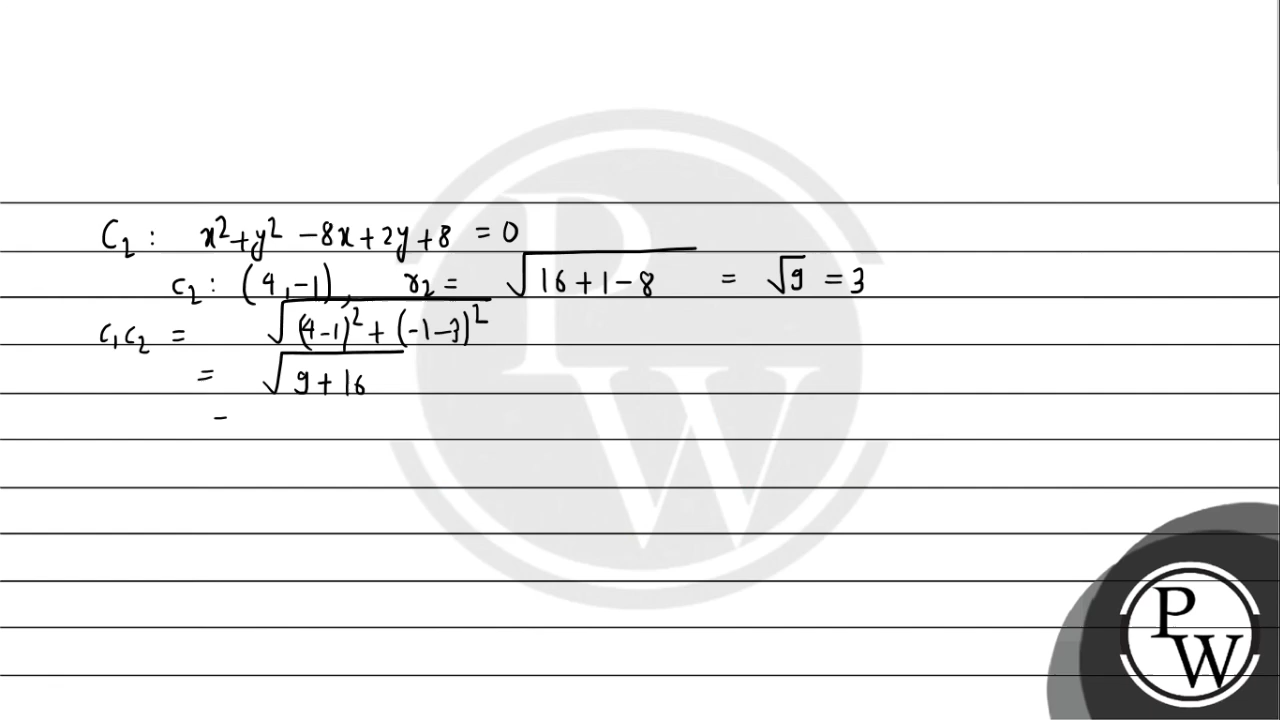 C₂ : x² + y² - 8x + 2y + 8 = 0
c₂ : (4, -1), r₂ = √(16 + 1 - 8) = √9 = 3
c₁c₂ = √((4-1)² + (-1-3)²)
= √(9 + 16)
=
P
W
P
W